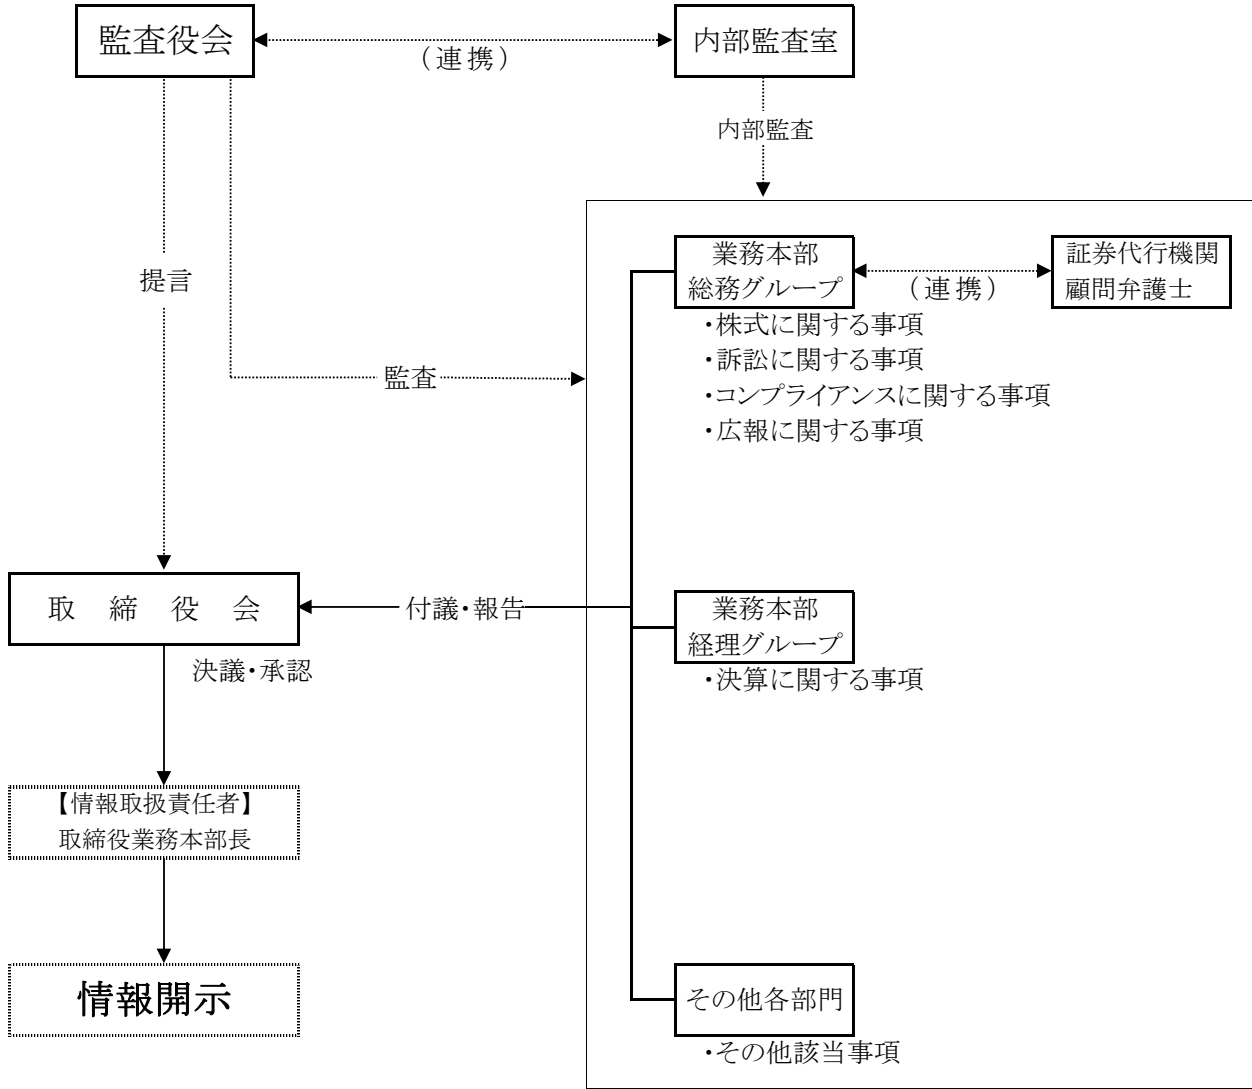 監査役会
(連携)
内部監査室
内部監査
提言
監査
業務本部
総務グループ
(連携)
証券代行機関
顧問弁護士
・株式に関する事項
・訴訟に関する事項
・コンプライアンスに関する事項
・広報に関する事項
取締役会
付議・報告
業務本部
経理グループ
・決算に関する事項
決議・承認
【情報取扱責任者】
取締役業務本部長
情報開示
その他各部門
・その他該当事項